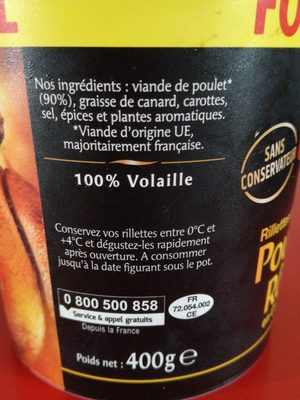 FO
Nos ingrédients : viande de poulet*
(90%), graisse de canard, carottes,
sel, épices et plantes aromatiques.
*Viande d'origine UE,
majoritairement française.
100% Volaille
SANS
CONSERVATEUR
Conservez vos rillettes entre 0°C et
+4°C et dégustez-les rapidement
après ouverture. A consommer
jusqu'à la date figurant sous le pot.
Rillettes
0 800 500 858
Service & appel gratuits
Depuis la France
FR
72.054.002
CE
Poids net : 400g e